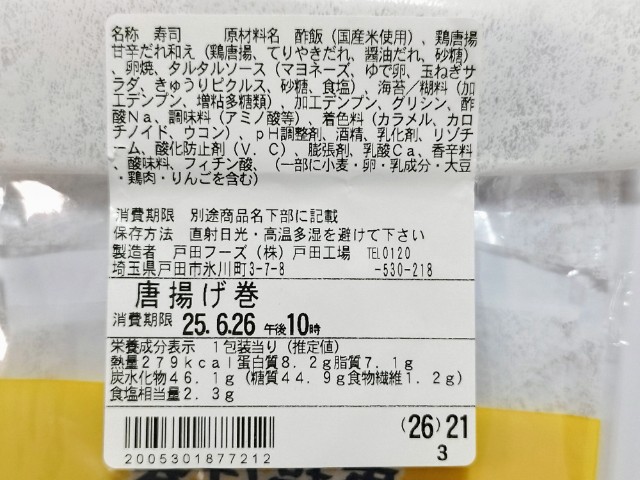 名称　寿司　　　原材料名　酢飯（国産米使用）、鶏唐揚
甘辛だれ和え（鶏唐揚、てりやきだれ、醤油だれ、砂糖）
、卵焼、タルタルソース（マヨネーズ、ゆで卵、玉ねぎサ
ラダ、きゅうりピクルス、砂糖、食塩）、海苔／糊料（加
工デンプン、増粘多糖類）、加工デンプン、グリシン、酢
酸Ｎａ、調味料（アミノ酸等）、着色料（カラメル、カロ
チノイド、ウコン）、ｐＨ調整剤、酒精、乳化剤、リゾチ
ーム、酸化防止剤（Ｖ．Ｃ）、膨張剤、乳酸Ｃａ、香辛料
、酸味料、フィチン酸、（一部に小麦・卵・乳成分・大豆
・鶏肉・りんごを含む）
消費期限　別途商品名下部に記載
保存方法　直射日光・高温多湿を避けて下さい
製造者　戸田フーズ（株）戸田工場　TEL0120
埼玉県戸田市氷川町3-7-8　　　-530-218
唐揚げ巻
消費期限 25.6.26 午後10時
栄養成分表示　１包装当り（推定値）
熱量２７９ｋｃａｌ蛋白質８．２ｇ脂質７．１ｇ
炭水化物４６．１ｇ（糖質４４．９ｇ食物繊維１．２ｇ）
食塩相当量２．３ｇ
(26)21
3
2005301877212